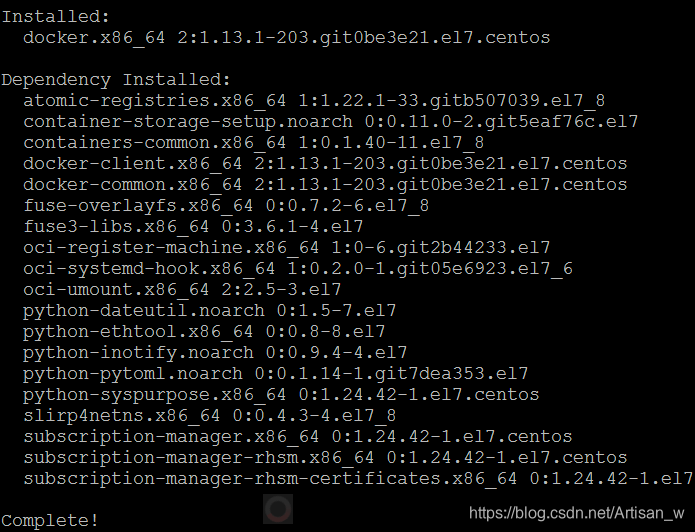 Installed:
docker.x86_64 2:1.13.1-203.git0be3e21.el7.centos
Dependency Installed:
atomic-registries.x86_64 1:1.22.1-33.gitb507039.el7_8
container-storage-setup.noarch 0:0.11.0-2.git5eaf76c.el7
containers-common.x86_64 1:0.1.40-11.el7_8
docker-client.x86_64 2:1.13.1-203.git0be3e21.el7.centos
docker-common.x86_64 2:1.13.1-203.git0be3e21.el7.centos
fuse-overlayfs.x86_64 0:0.7.2-6.el7_8
fuse3-libs.x86_64 0:3.6.1-4.el7
oci-register-machine.x86_64 1:0-6.git2b44233.el7
oci-systemd-hook.x86_64 1:0.2.0-1.git05e6923.el7_6
oci-umount.x86_64 2:2.5-3.el7
python-dateutil.noarch 0:1.5-7.el7
python-ethtool.x86_64 0:0.8-8.el7
python-inotify.noarch 0:0.9.4-4.el7
python-pytoml.noarch 0:0.1.14-1.git7dea353.el7
python-syspurpose.x86_64 0:1.24.42-1.el7.centos
slirp4netns.x86_64 0:0.4.3-4.el7_8
subscription-manager.x86_64 0:1.24.42-1.el7.centos
subscription-manager-rhsm.x86_64 0:1.24.42-1.el7.centos
subscription-manager-rhsm-certificates.x86_64 0:1.24.42-1.el7
Complete!
https://blog.csdn.net/Artisan_w